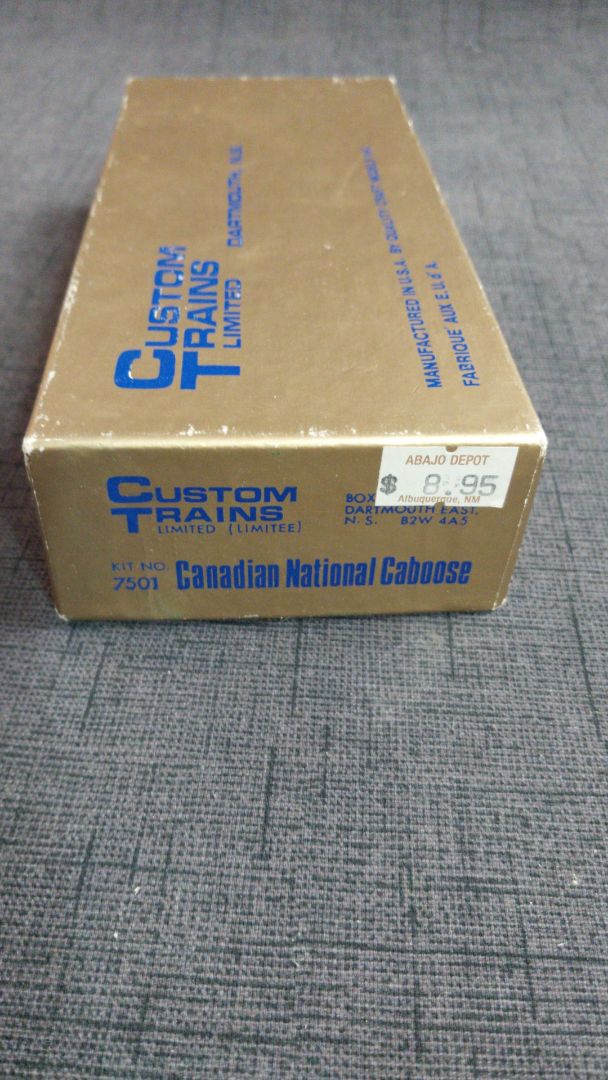 CUSTOM
TRAINS
LIMITED DARTMOUTH, N.S.
MANUFACTURED IN U.S.A. BY QUALITY CRAFT MODELS INC.
FABRIQUE AUX E.U. d'A.
CUSTOM
TRAINS
LIMITED (LIMITEE)
BOX
DARTMOUTH EAST,
N. S. B2W 4A5
ABAJO DEPOT
$ 8.95
Albuquerque, NM
KIT NO.
7501 Canadian National Caboose